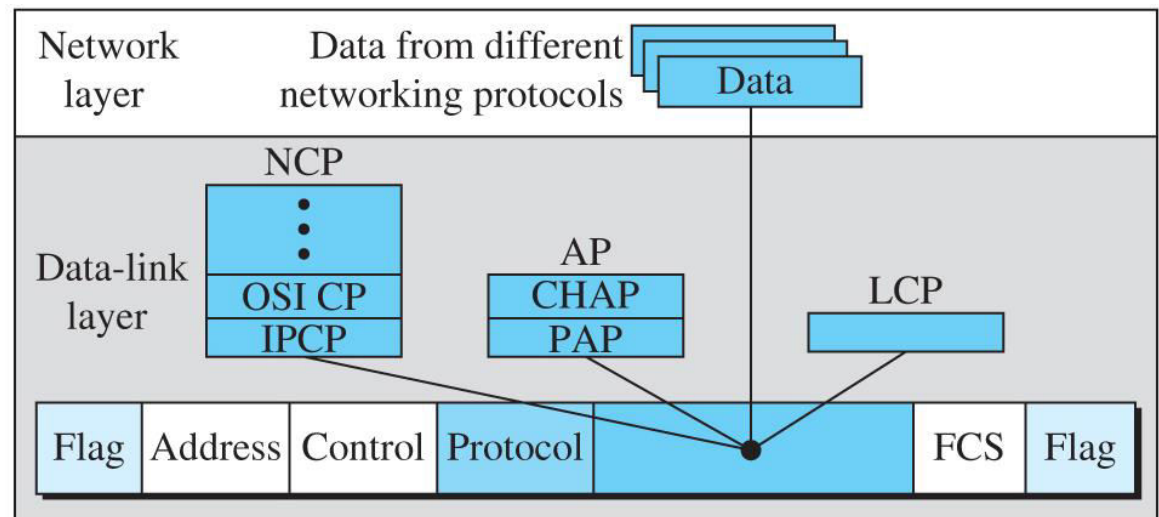 Network
layer
Data from different
networking protocols
Data
NCP
Data-link
layer
OSI CP
IPCP
AP
CHAP
PAP
LCP
Flag Address Control Protocol FCS Flag